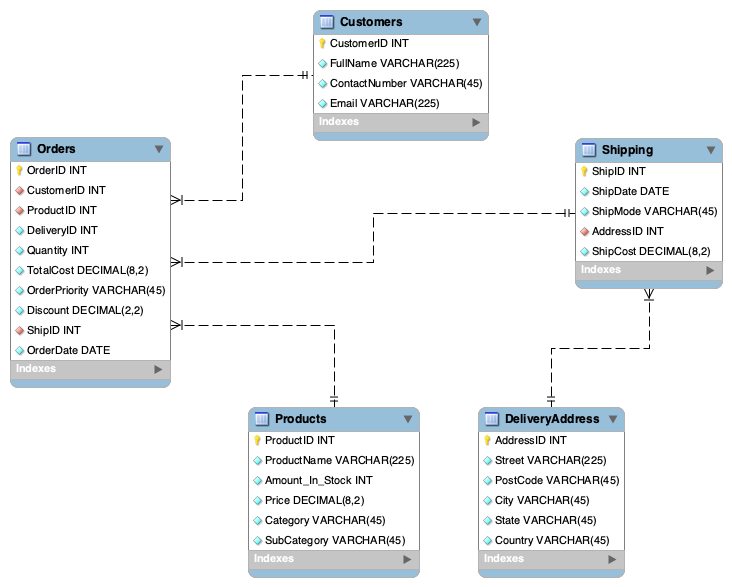 Customers
CustomerID INT
FullName VARCHAR(225)
ContactNumber VARCHAR(45)
Email VARCHAR(225)
Indexes
Orders
OrderID INT
CustomerID INT
ProductID INT
DeliveryID INT
Quantity INT
TotalCost DECIMAL(8,2)
OrderPriority VARCHAR(45)
Discount DECIMAL(2,2)
ShipID INT
OrderDate DATE
Indexes
Shipping
ShipID INT
ShipDate DATE
ShipMode VARCHAR(45)
AddressID INT
ShipCost DECIMAL(8,2)
Indexes
Products
ProductID INT
ProductName VARCHAR(225)
Amount_In_Stock INT
Price DECIMAL(8,2)
Category VARCHAR(45)
SubCategory VARCHAR(45)
Indexes
DeliveryAddress
AddressID INT
Street VARCHAR(225)
PostCode VARCHAR(45)
City VARCHAR(45)
State VARCHAR(45)
Country VARCHAR(45)
Indexes